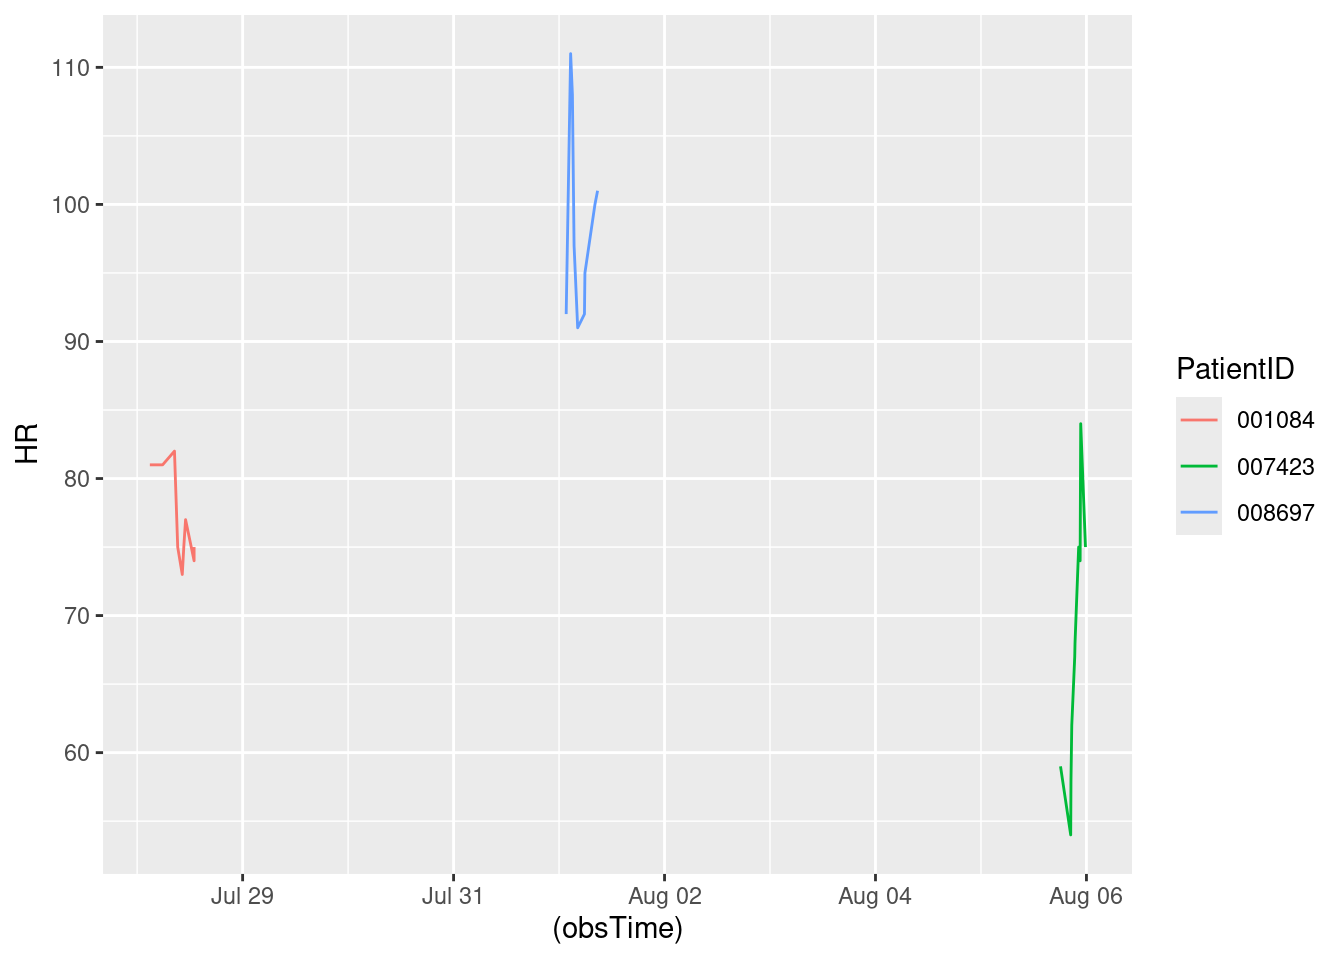 110
100
90
80
70
60
HR
Jul 29
Jul 31
Aug 02
Aug 04
Aug 06
(obsTime)
PatientID
001084
007423
008697